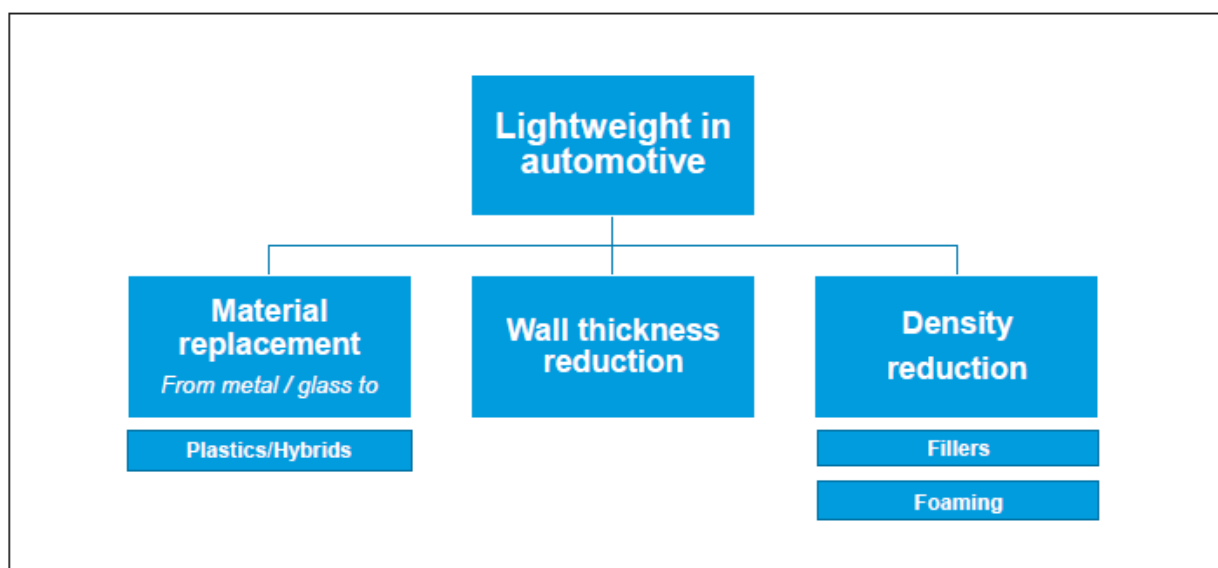 Lightweight in
automotive
Material
replacement
From metal / glass to
Plastics/Hybrids
Wall thickness
reduction
Density
reduction
Fillers
Foaming